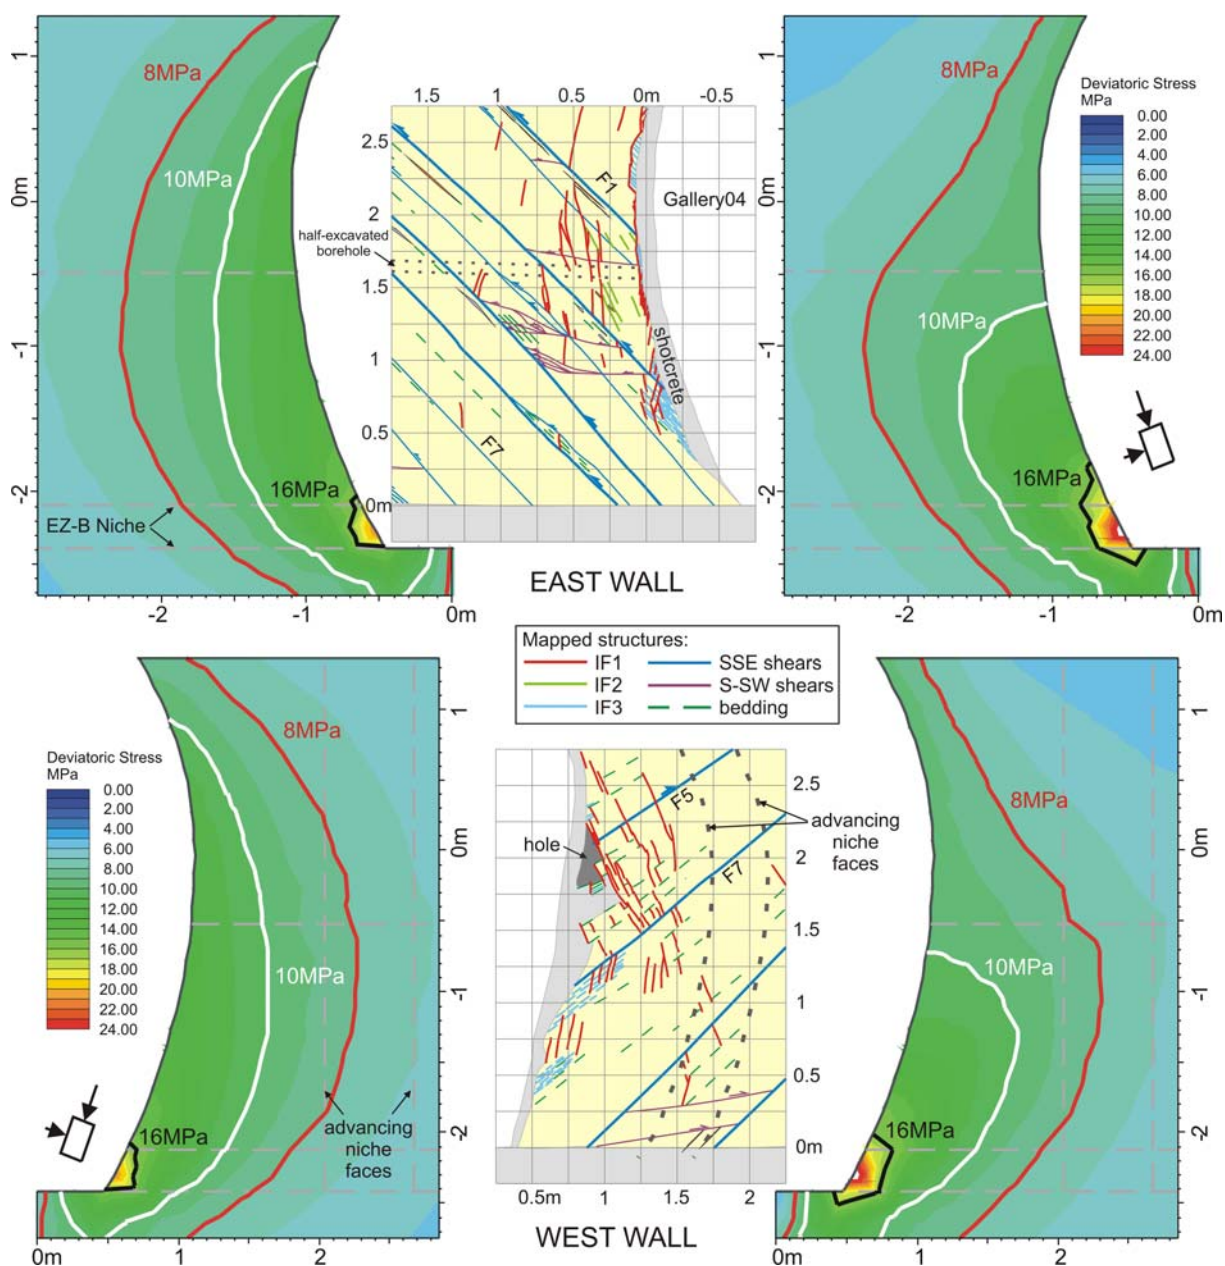 8MPa
10MPa
16MPa
EZ-B Niche
1
0m
-1
-2
-2
-1
0m
1.5
1
0.5
0m
-0.5
2.5
2
1.5
1
0.5
0m
F1
Gallery04
half-excavated
borehole
shotcrete
F7
EAST WALL
1
0m
-1
-2
8MPa
10MPa
16MPa
-2
-1
0m
Deviatoric Stress
MPa
0.00
2.00
4.00
6.00
8.00
10.00
12.00
14.00
16.00
18.00
20.00
22.00
24.00
Mapped structures:
IF1
SSE shears
IF2
S-SW shears
IF3
bedding
Deviatoric Stress
MPa
0.00
2.00
4.00
6.00
8.00
10.00
12.00
14.00
16.00
18.00
20.00
22.00
24.00
8MPa
10MPa
16MPa
advancing
niche
faces
1
0m
-1
-2
0m
1
2
F5
hole
F7
2.5
2
1.5
1
0.5
0m
0.5m
1
1.5
2
advancing
niche
faces
WEST WALL
8MPa
10MPa
16MPa
1
0m
-1
-2
0m
1
2